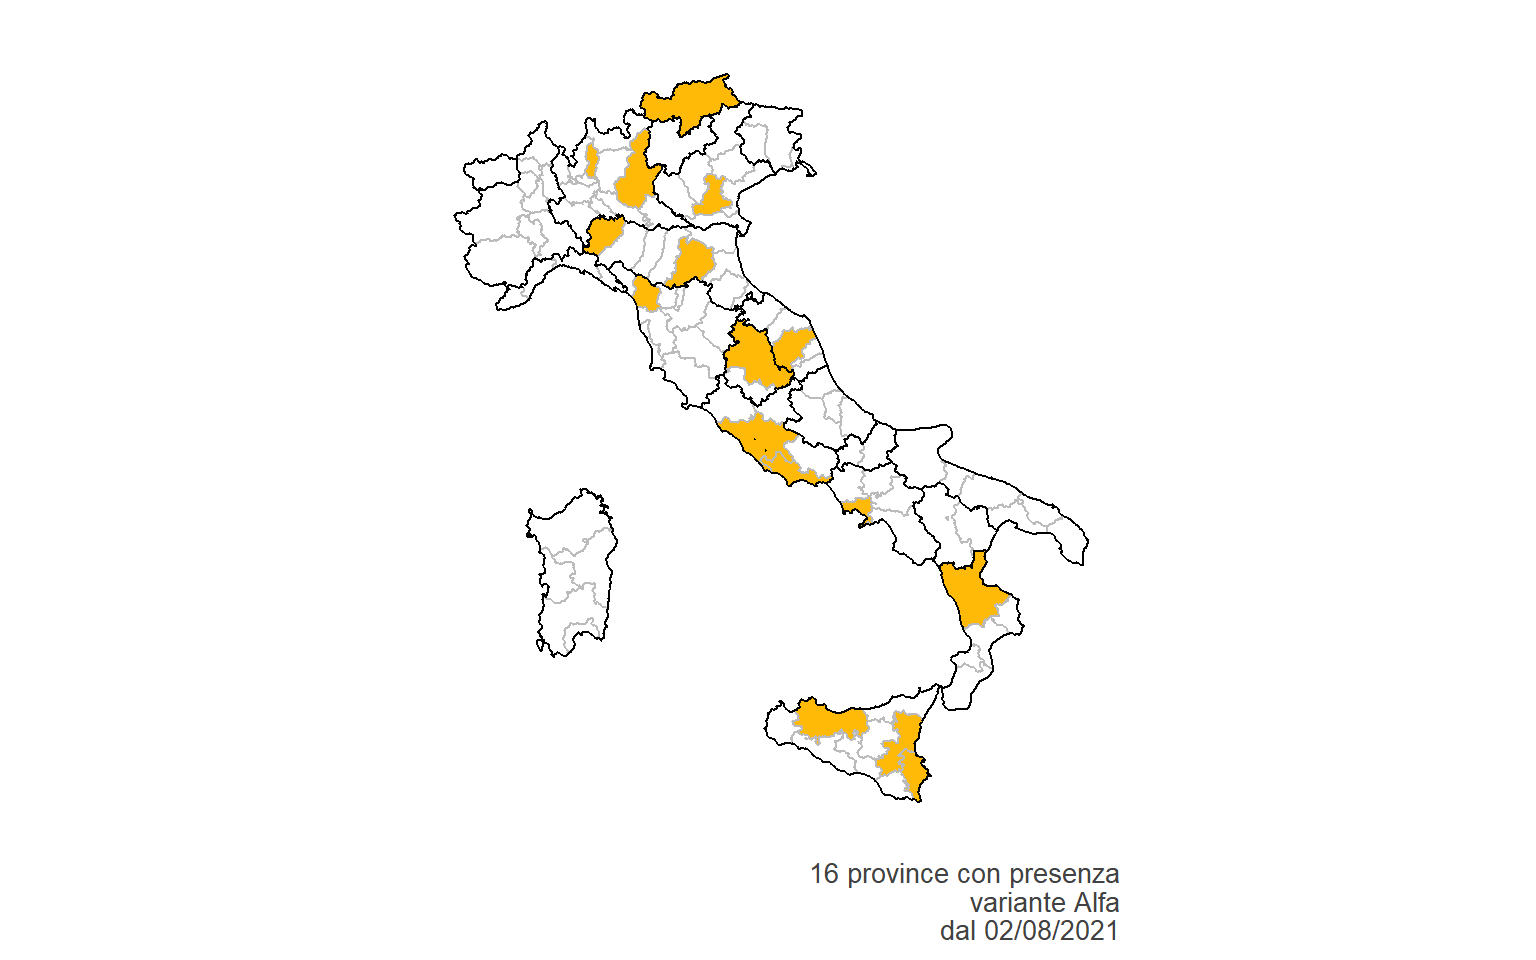 16 province con presenza
variante Alfa
dal 02/08/2021